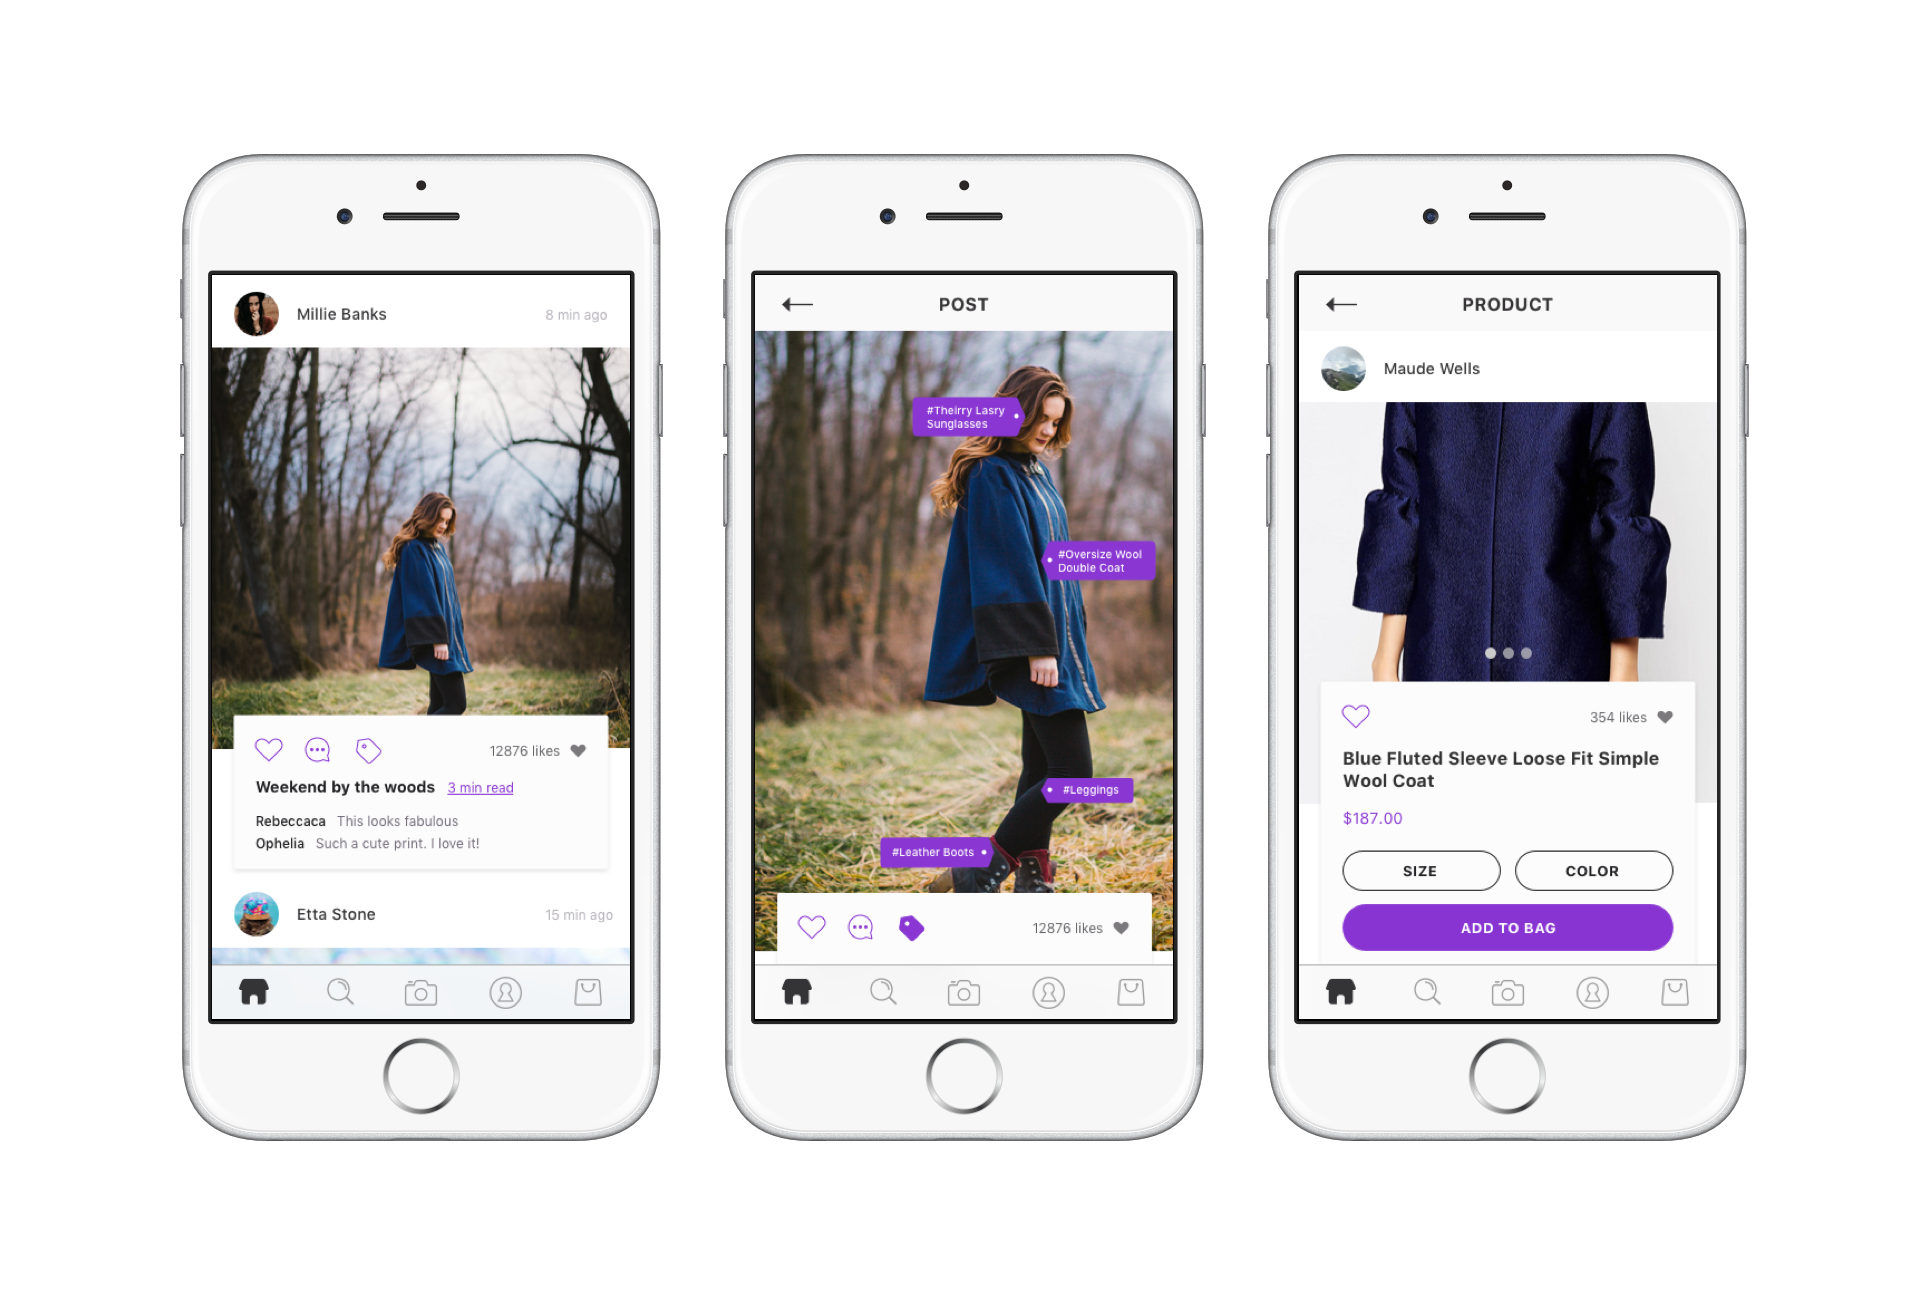 Millie Banks
8 min ago
12876 likes
Weekend by the woods 3 min read
Rebeccaca This looks fabulous
Ophelia Such a cute print. I love it!
Etta Stone
15 min ago
POST
#Theirry Lasry
Sunglasses
#Oversize Wool
Double Coat
#Leggings
#Leather Boots
12876 likes
PRODUCT
Maude Wells
354 likes
Blue Fluted Sleeve Loose Fit Simple
Wool Coat
$187.00
SIZE
COLOR
ADD TO BAG